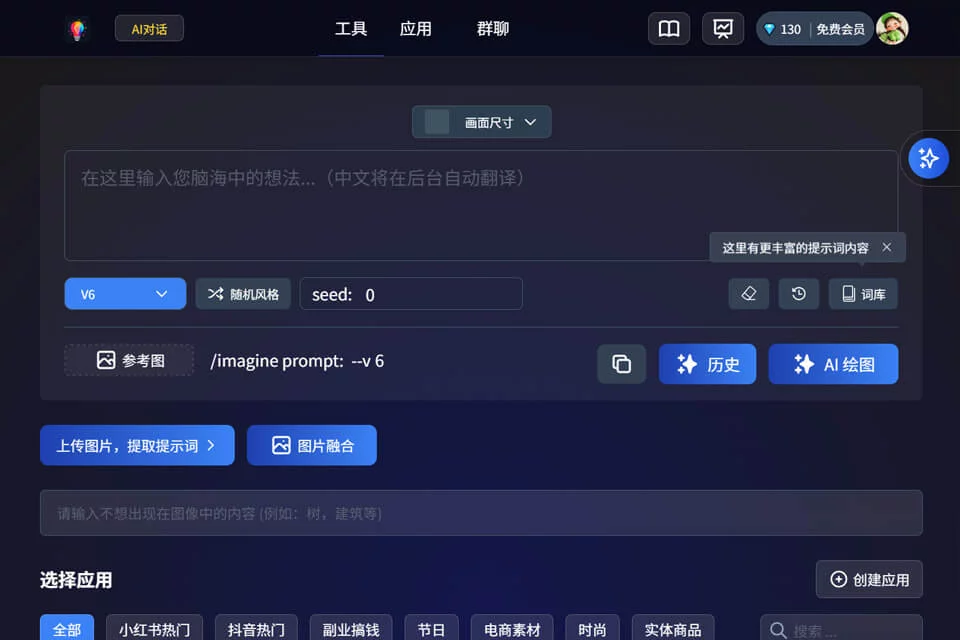 AI对话
工具
应用
群聊
130
免费会员
画面尺寸
在这里输入您脑海中的想法...（中文将在后台自动翻译）
这里有更丰富的提示词内容
V6
随机风格
seed: 0
词库
参考图
/imagine prompt: --v 6
历史
AI 绘图
上传图片，提取提示词
图片融合
请输入不想出现在图像中的内容 (例如：树，建筑等)
选择应用
创建应用
全部
小红书热门
抖音热门
副业搞钱
节日
电商素材
时尚
实体商品
搜索 ...